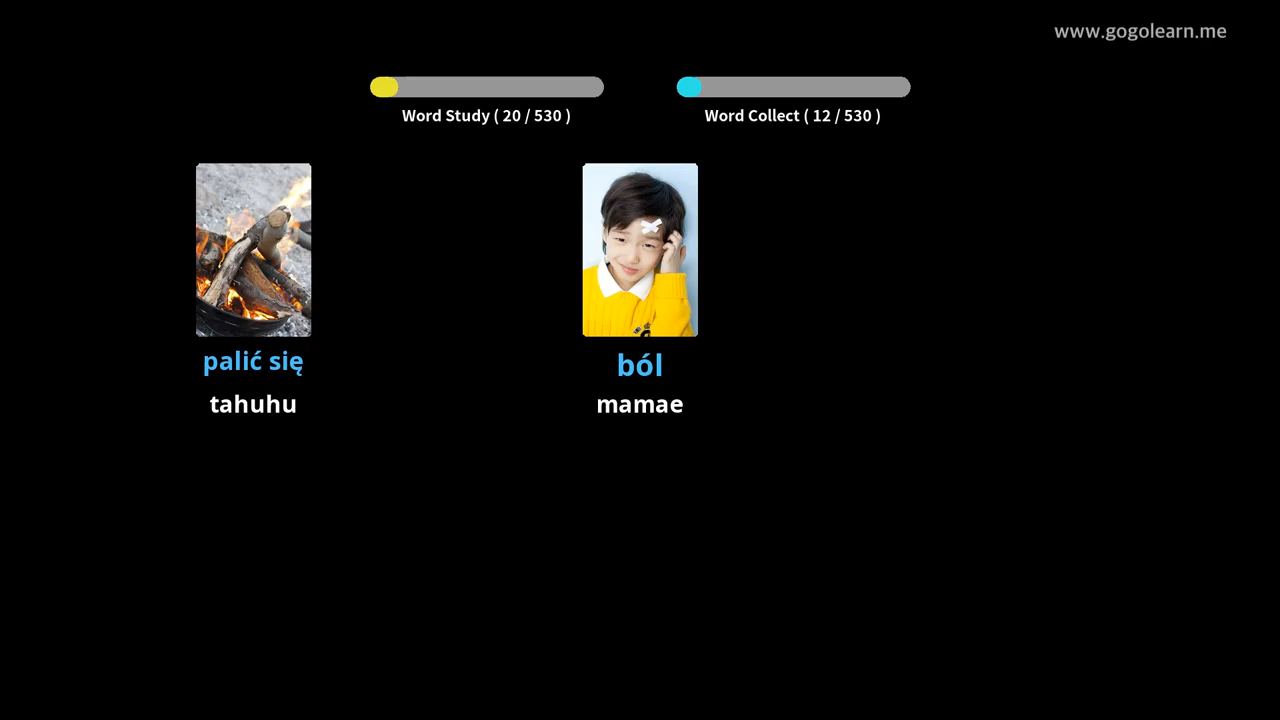 www.gogolearn.me
Word Study ( 20 / 530 )
Word Collect ( 12 / 530 )
palić się
ból
tahuhu
mamae